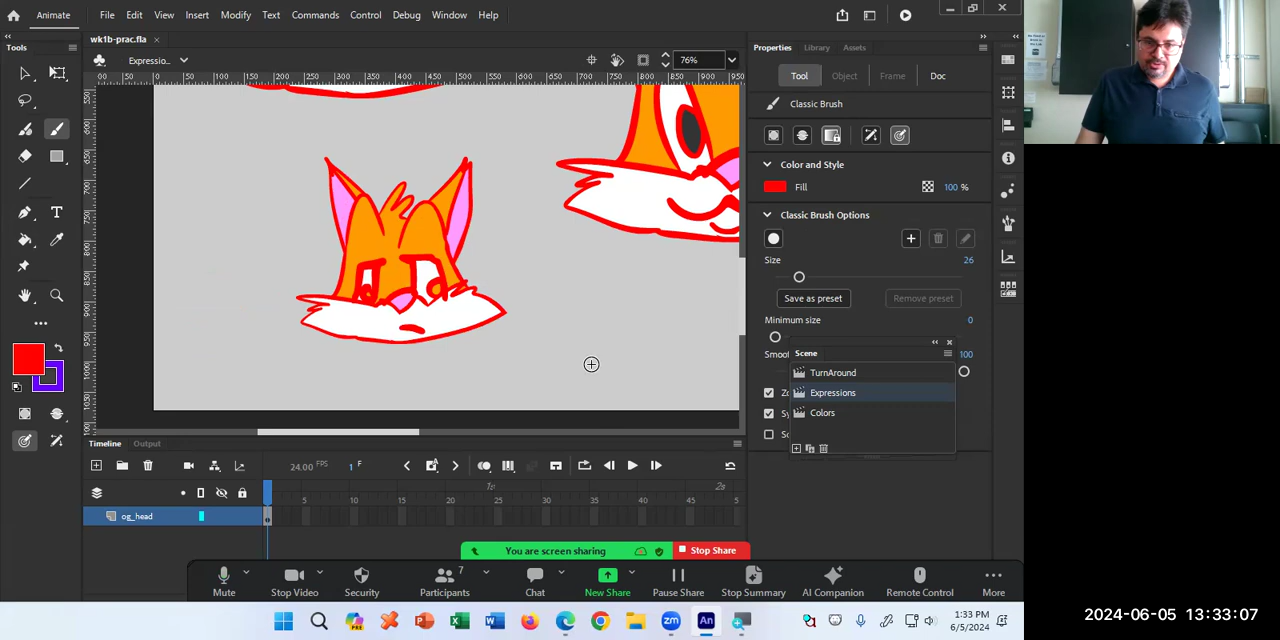 Animate File Edit View Insert Modify Text Commands Control Debug Window Help
Tools
wk1b-prac.fla ×
Expressio...
76%
Properties Library Assets
Tool Object Frame Doc
Classic Brush
Color and Style
Fill
100 %
Classic Brush Options
Size 26
Save as preset Remove preset
Minimum size 0
100
Scene
TurnAround
Expressions
Colors
Timeline Output
24.00 FPS 1 F
1s 2s
5 10 15 20 25 30 35 40 45
og_head
You are screen sharing Stop Share
7
Mute Stop Video Security Participants Chat New Share Pause Share Stop Summary AI Companion Remote Control More
1:33 PM
6/5/2024
2024-06-05 13:33:07